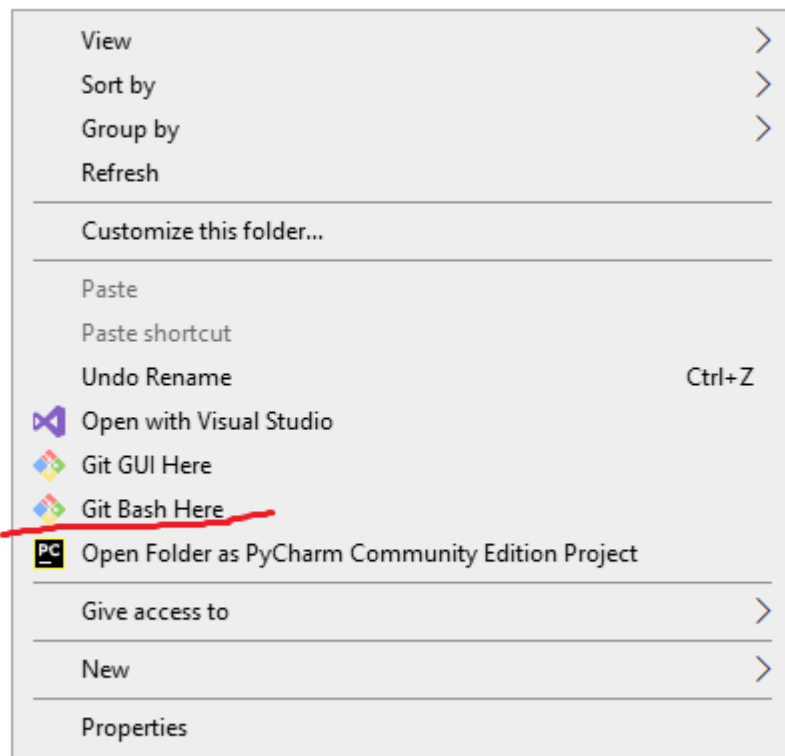 View
Sort by
Group by
Refresh
Customize this folder...
Paste
Paste shortcut
Undo Rename Ctrl+Z
Open with Visual Studio
Git GUI Here
Git Bash Here
PC Open Folder as PyCharm Community Edition Project
Give access to
New
Properties